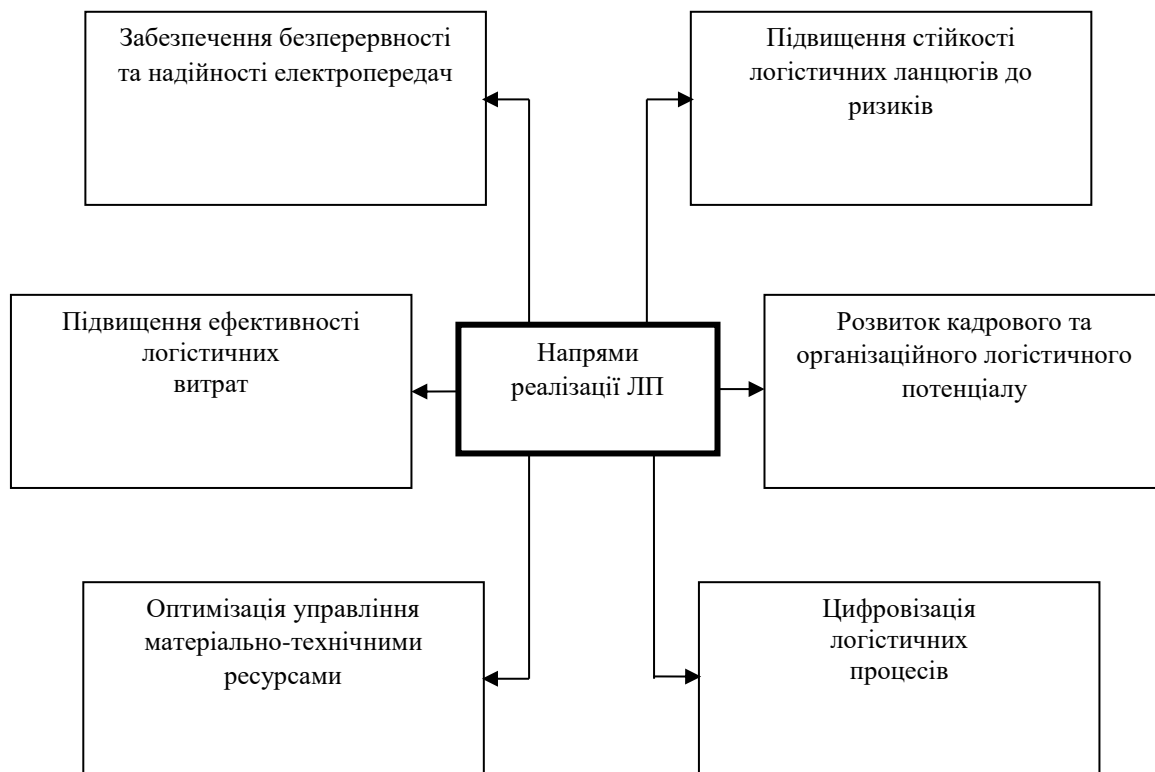 Забезпечення безперервності
та надійності електропередач
Підвищення стійкості
логістичних ланцюгів до
ризиків
Підвищення ефективності
логістичних
витрат
Напрями
реалізації ЛП
Розвиток кадрового та
організаційного логістичного
потенціалу
Оптимізація управління
матеріально-технічними
ресурсами
Цифровізація
логістичних
процесів